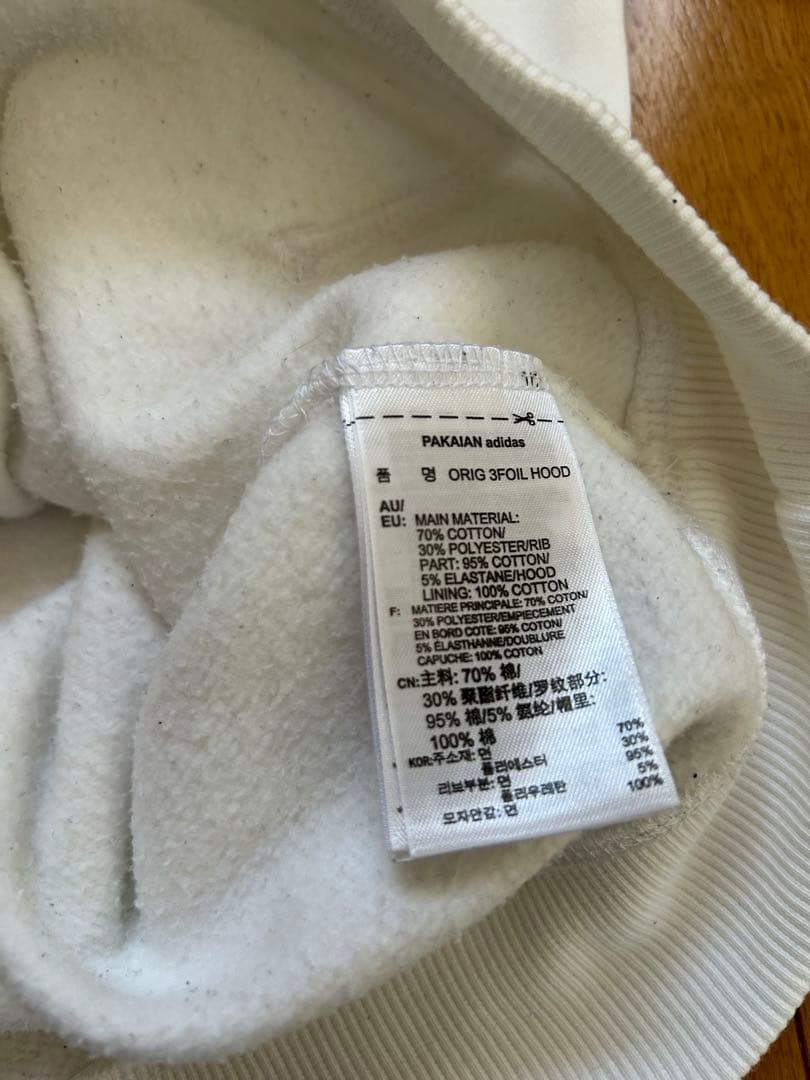 PAKAIAN adidas
품 명 ORIG 3FOIL HOOD
AU/
EU: MAIN MATERIAL:
70% COTTON/
30% POLYESTER/RIB
PART: 95% COTTON/
5% ELASTANE/HOOD
LINING: 100% COTTON
F: MATIERE PRINCIPALE: 70% COTON/
30% POLYESTER/EMPIECEMENT
EN BORD COTE: 95% COTON/
5% ÉLASTHANNE/DOUBLURE
CAPUCHE: 100% COTON
CN: 主料: 70% 棉/
30% 聚酯纤维/罗纹部分:
95% 棉/5% 氨纶/帽里:
100% 棉
KOR: 주소재: 면 70%
폴리에스터 30%
리브부분: 면 95%
폴리우레탄 5%
모자안감: 면 100%